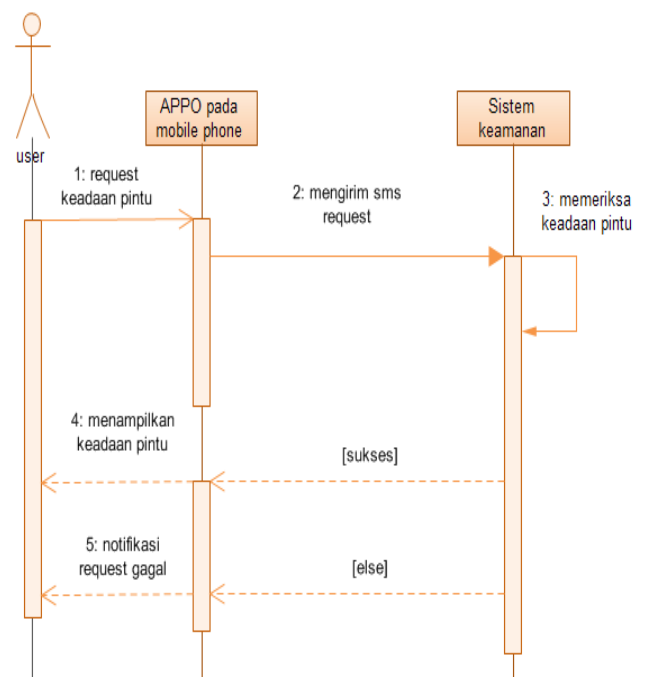 APPO pada
mobile phone
Sistem
keamanan
user
1: request
keadaan pintu
2: mengirim sms
request
3: memeriksa
keadaan pintu
4: menampilkan
keadaan pintu
[sukses]
5: notifikasi
request gagal
[else]